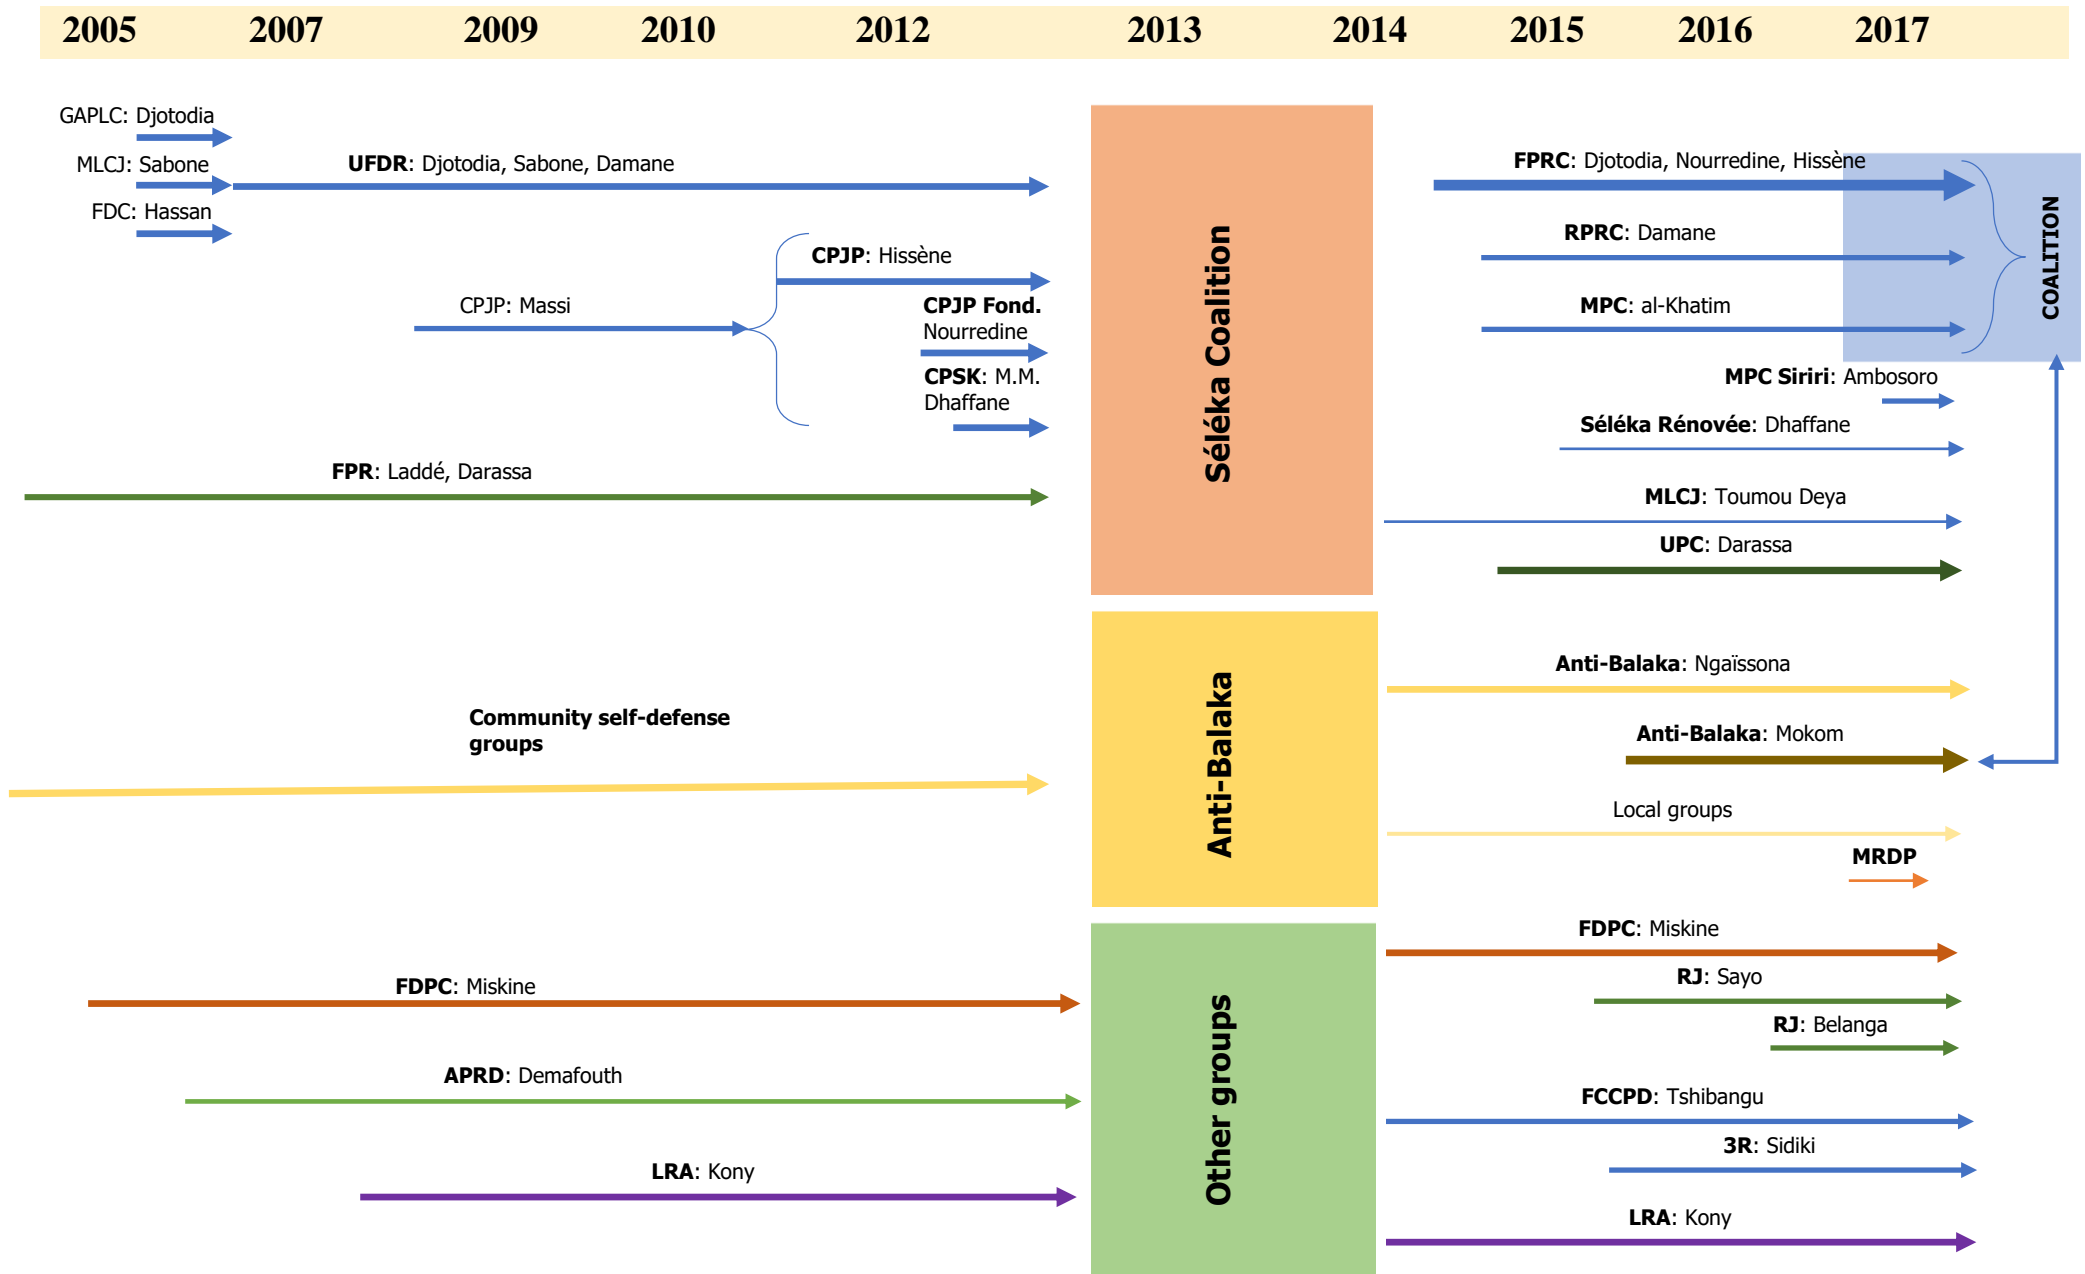 2005 2007 2009 2010 2012 2013 2014 2015 2016 2017
GAPLC: Djotodia
MLCJ: Sabone
FDC: Hassan
UFDR: Djotodia, Sabone, Damane
CPJP: Massi
CPJP: Hissène
CPJP Fond.
Nourredine
CPSK: M.M.
Dhaffane
FPR: Laddé, Darassa
Community self-defense
groups
FDPC: Miskine
APRD: Demafouth
LRA: Kony
Séléka Coalition
Anti-Balaka
Other groups
FPRC: Djotodia, Nourredine, Hissène
RPRC: Damane
MPC: al-Khatim
COALITION
MPC Siriri: Ambosoro
Séléka Rénovée: Dhaffane
MLCJ: Toumou Deya
UPC: Darassa
Anti-Balaka: Ngaïssona
Anti-Balaka: Mokom
Local groups
MRDP
FDPC: Miskine
RJ: Sayo
RJ: Belanga
FCCPD: Tshibangu
3R: Sidiki
LRA: Kony